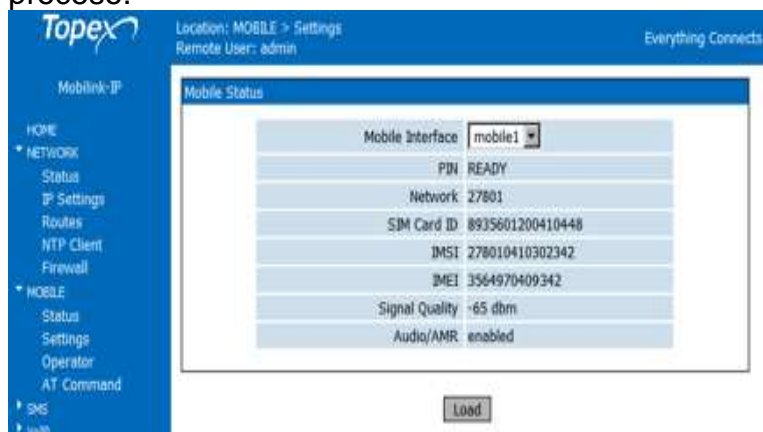 process.
Topex
Location: MOBILE > Settings
Remote User: admin
Everything Connects
Mobilink-IP
HOME
NETWORK
Status
IP Settings
Routes
NTP Client
Firewall
MOBILE
Status
Settings
Operator
AT Command
SMS
VoIP
Mobile Status
Mobile Interface mobile1
PIN READY
Network 27801
SIM Card ID 8935601200410448
IMSI 278010410302342
IMEI 3564970409342
Signal Quality -65 dbm
Audio/AMR enabled
Load